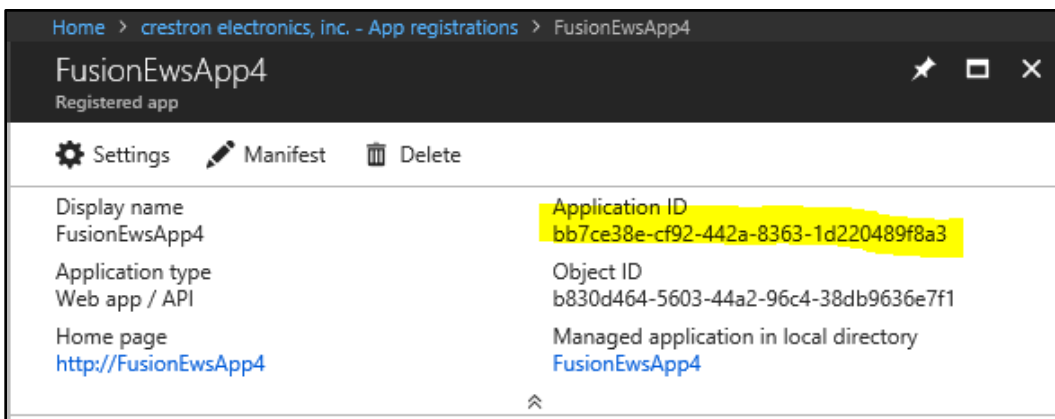 Home > crestron electronics, inc. - App registrations > FusionEwsApp4
FusionEwsApp4
Registered app
Settings Manifest Delete
Display name
FusionEwsApp4
Application ID
bb7ce38e-cf92-442a-8363-1d220489f8a3
Application type
Web app / API
Object ID
b830d464-5603-44a2-96c4-38db9636e7f1
Home page
http://FusionEwsApp4
Managed application in local directory
FusionEwsApp4